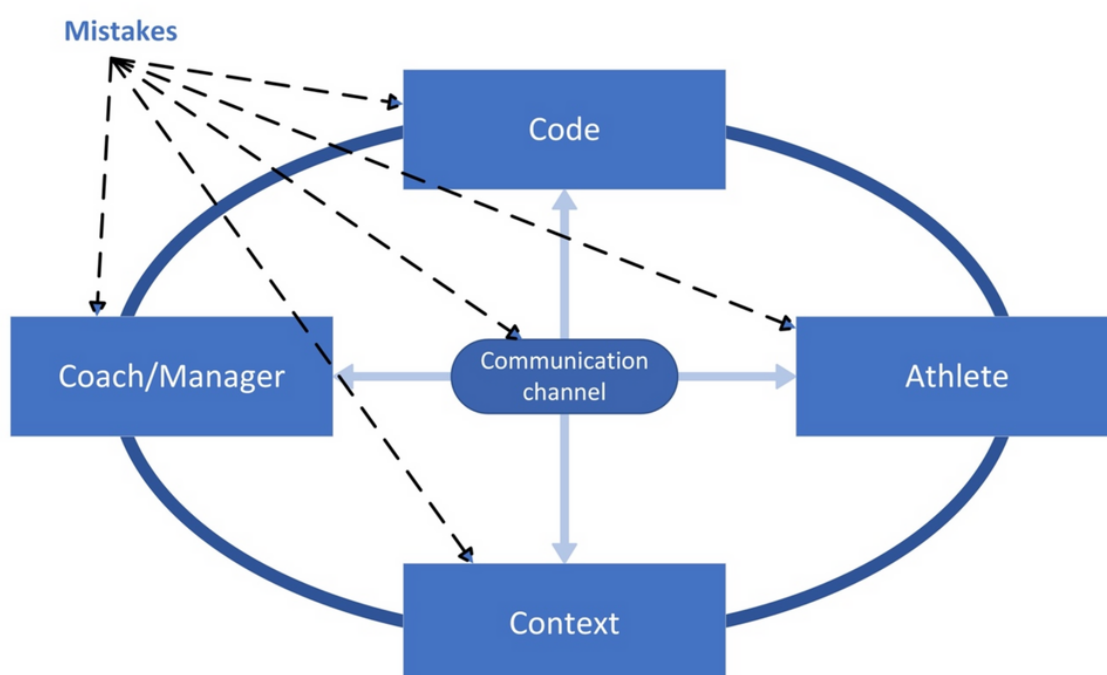 Mistakes
Code
Coach/Manager
Communication
channel
Athlete
Context